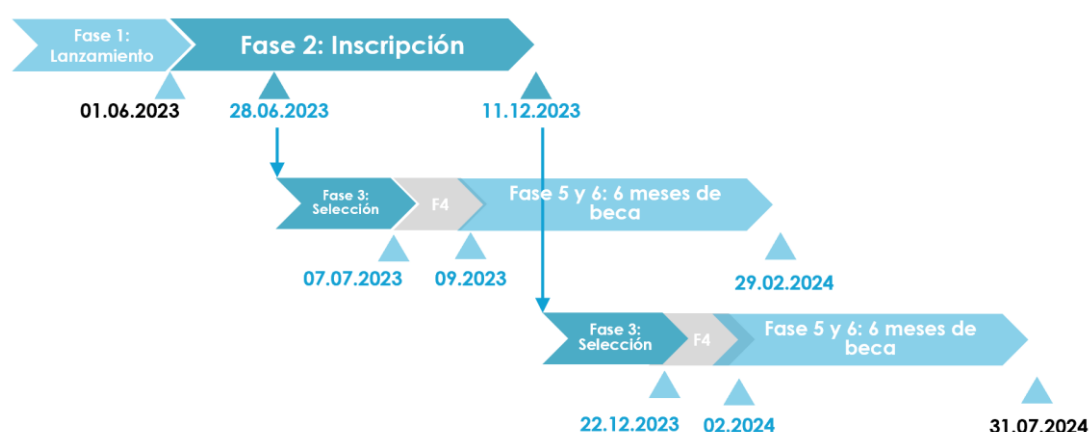 Fase 1:
Lanzamiento
Fase 2: Inscripción
01.06.2023
28.06.2023
11.12.2023
Fase 3:
Selección
F4
Fase 5 y 6: 6 meses de
beca
07.07.2023
09.2023
29.02.2024
Fase 3:
Selección
F4
Fase 5 y 6: 6 meses de
beca
22.12.2023
02.2024
31.07.2024